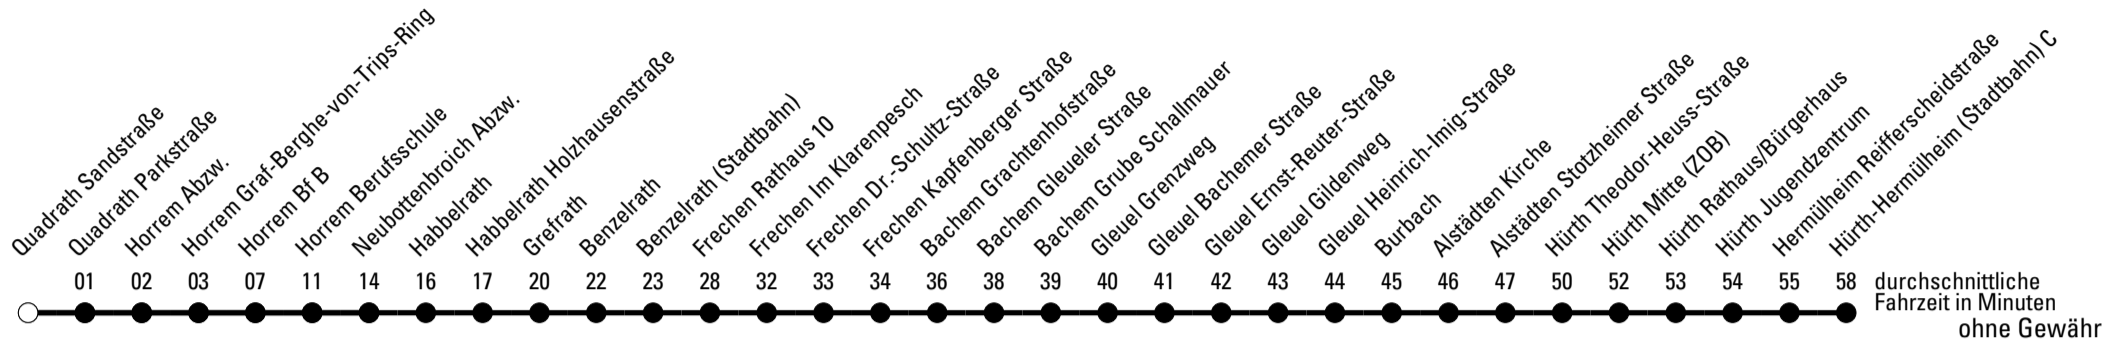 Quadrath Sandstraße
Quadrath Parkstraße
Horrem Abzw.
Horrem Graf-Berghe-von-Trips-Ring
Horrem Bf B
Horrem Berufsschule
Neubottenbroich Abzw.
Habbelrath
Habbelrath Holzhausenstraße
Grefrath
Benzelrath
Benzelrath (Stadtbahn)
Frechen Rathaus 10
Frechen Im Klarenpesch
Frechen Dr.-Schultz-Straße
Frechen Kapfenberger Straße
Bachem Grachtenhofstraße
Bachem Gleueler Straße
Bachem Grube Schallmauer
Gleuel Grenzweg
Gleuel Bachemer Straße
Gleuel Ernst-Reuter-Straße
Gleuel Gildenweg
Gleuel Heinrich-Imig-Straße
Burbach
Alstädten Kirche
Alstädten Stotzheimer Straße
Hürth Theodor-Heuss-Straße
Hürth Mitte (ZOB)
Hürth Rathaus/Bürgerhaus
Hürth Jugendzentrum
Hermülheim Reifferscheidstraße
Hürth-Hermülheim (Stadtbahn) C
01 02 03 07 11 14 16 17 20 22 23 28 32 33 34 36 38 39 40 41 42 43 44 45 46 47 50 52 53 54 55 58 durchschnittliche
Fahrzeit in Minuten
ohne Gewähr